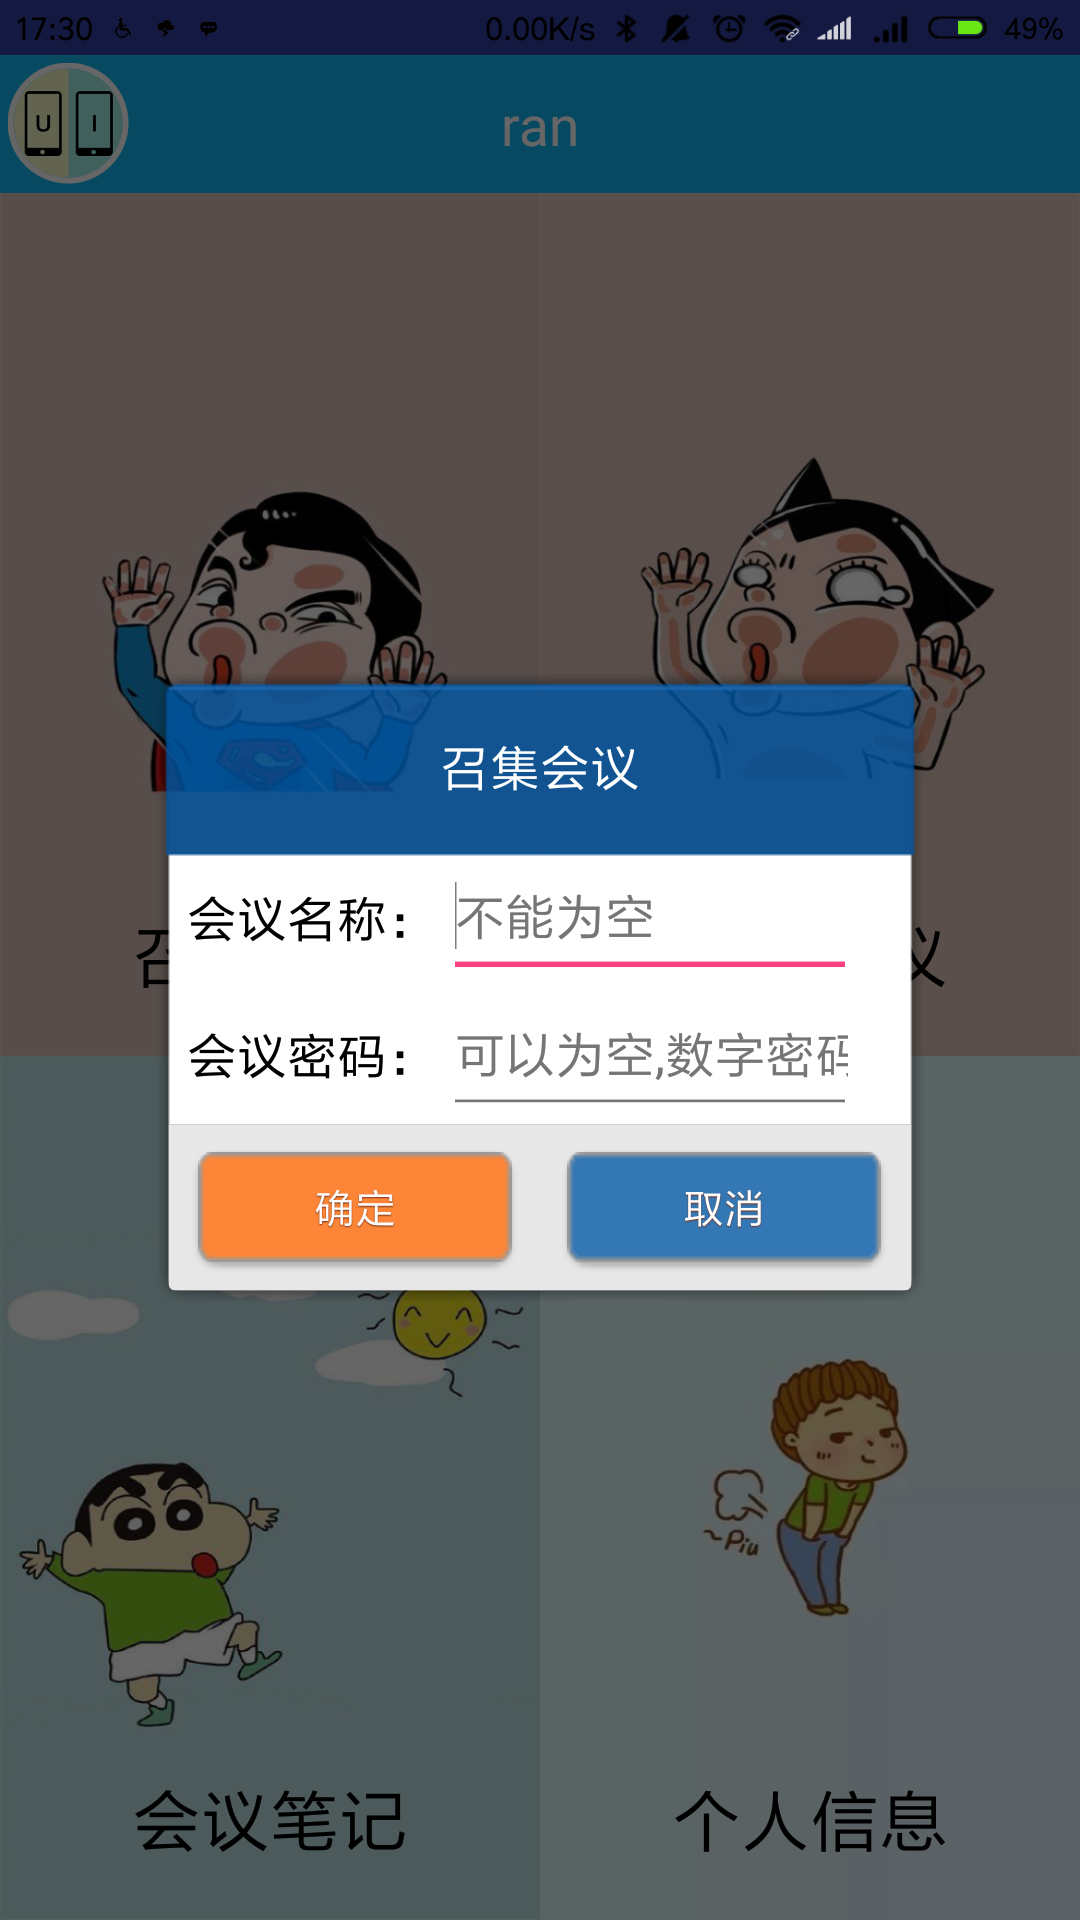 17:30
0.00K/s
49%
U I
ran
召集会议
会议名称：
不能为空
召
议
会议密码：
可以为空,数字密码
确定
取消
~Piu
会议笔记
个人信息